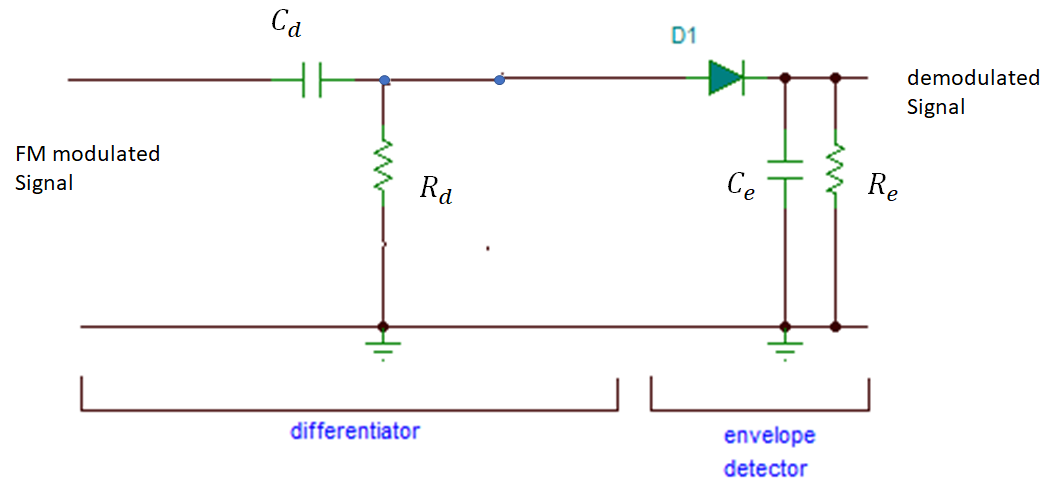 C_d
D1
demodulated
Signal
FM modulated
Signal
R_d
C_e
R_e
differentiator
envelope
detector